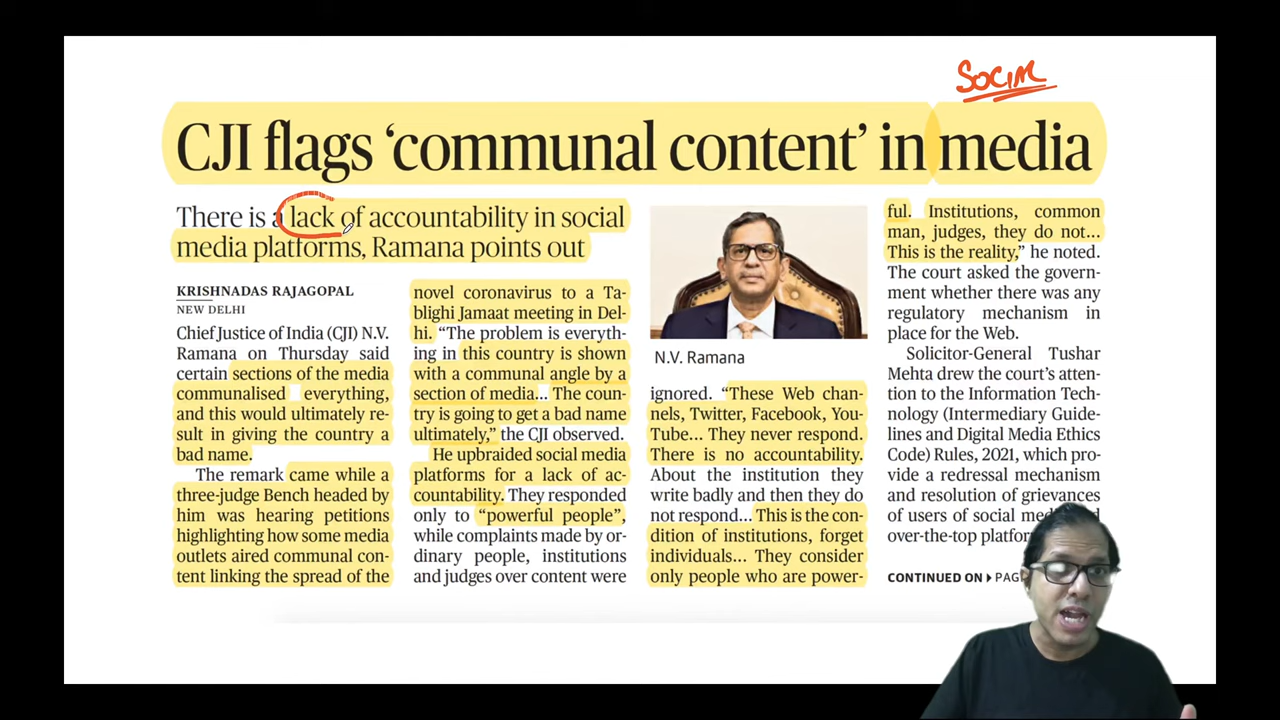 SOCIAL
CJI flags ‘communal content’ in media
There is a lack of accountability in social
media platforms, Ramana points out
KRISHNADAS RAJAGOPAL
NEW DELHI
Chief Justice of India (CJI) N.V.
Ramana on Thursday said
certain sections of the media
communalised everything,
and this would ultimately re-
sult in giving the country a
bad name.
The remark came while a
three-judge Bench headed by
him was hearing petitions
highlighting how some media
outlets aired communal con-
tent linking the spread of the
novel coronavirus to a Ta-
blighi Jamaat meeting in Del-
hi. “The problem is everyth-
ing in this country is shown
with a communal angle by a
section of media... The coun-
try is going to get a bad name
ultimately,” the CJI observed.
He upbraided social media
platforms for a lack of ac-
countability. They responded
only to “powerful people”,
while complaints made by or-
dinary people, institutions
and judges over content were
N.V. Ramana
ignored. “These Web chan-
nels, Twitter, Facebook, You-
Tube... They never respond.
There is no accountability.
About the institution they
write badly and then they do
not respond... This is the con-
dition of institutions, forget
individuals... They consider
only people who are power-
ful. Institutions, common
man, judges, they do not...
This is the reality,” he noted.
The court asked the govern-
ment whether there was any
regulatory mechanism in
place for the Web.
Solicitor-General Tushar
Mehta drew the court’s atten-
tion to the Information Tech-
nology (Intermediary Guide-
lines and Digital Media Ethics
Code) Rules, 2021, which pro-
vide a redressal mechanism
and resolution of grievances
of users of social
over-the-top
CONTINUED ON